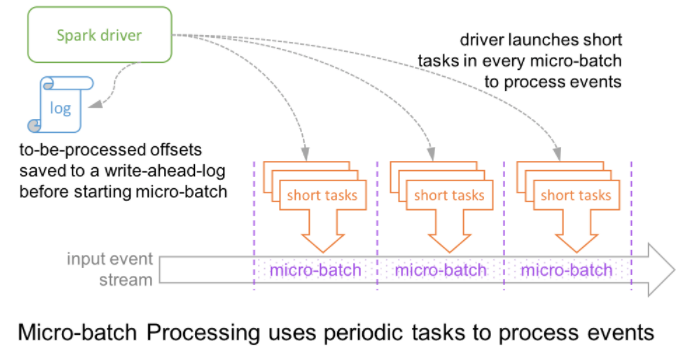 Spark driver
driver launches short
tasks in every micro-batch
to process events
log
to-be-processed offsets
saved to a write-ahead-log
before starting micro-batch
short tasks
short tasks
short tasks
input event
stream
micro-batch
micro-batch
micro-batch
Micro-batch Processing uses periodic tasks to process events